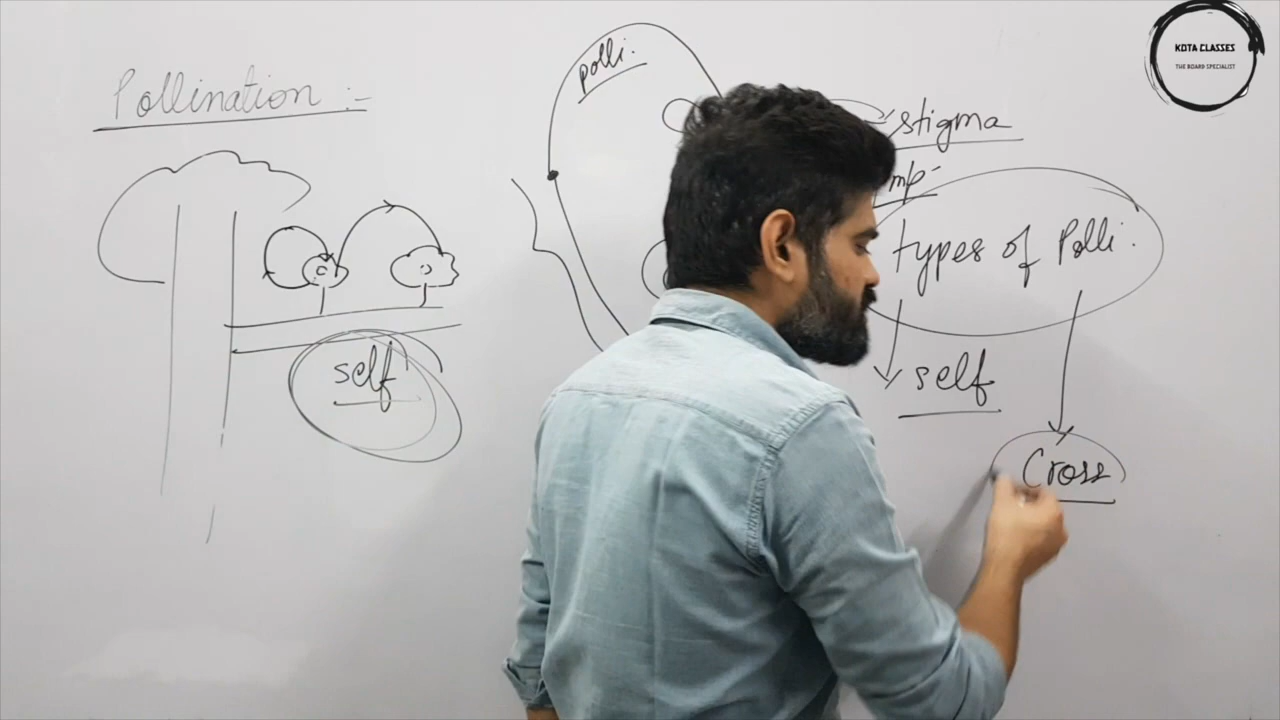 Pollination :-
self
polli.
stigma
types of Polli.
self
Cross
KOTA CLASSES
THE BOARD SPECIALIST